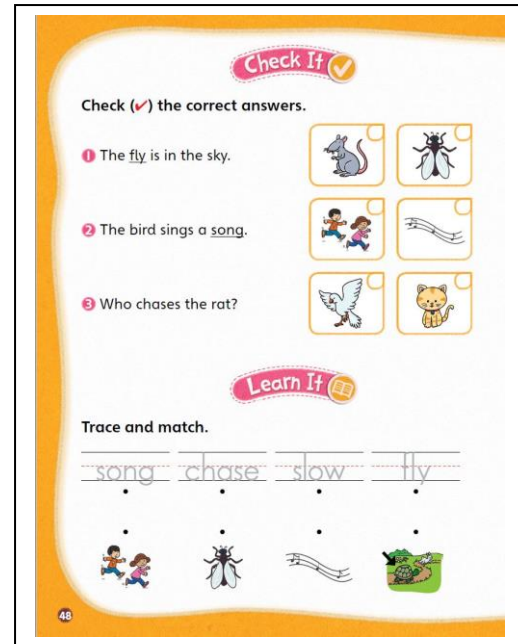 Check It
Check (✔) the correct answers.
1 The fly is in the sky.
2 The bird sings a song.
3 Who chases the rat?
Learn It
Trace and match.
song chase slow fly
48